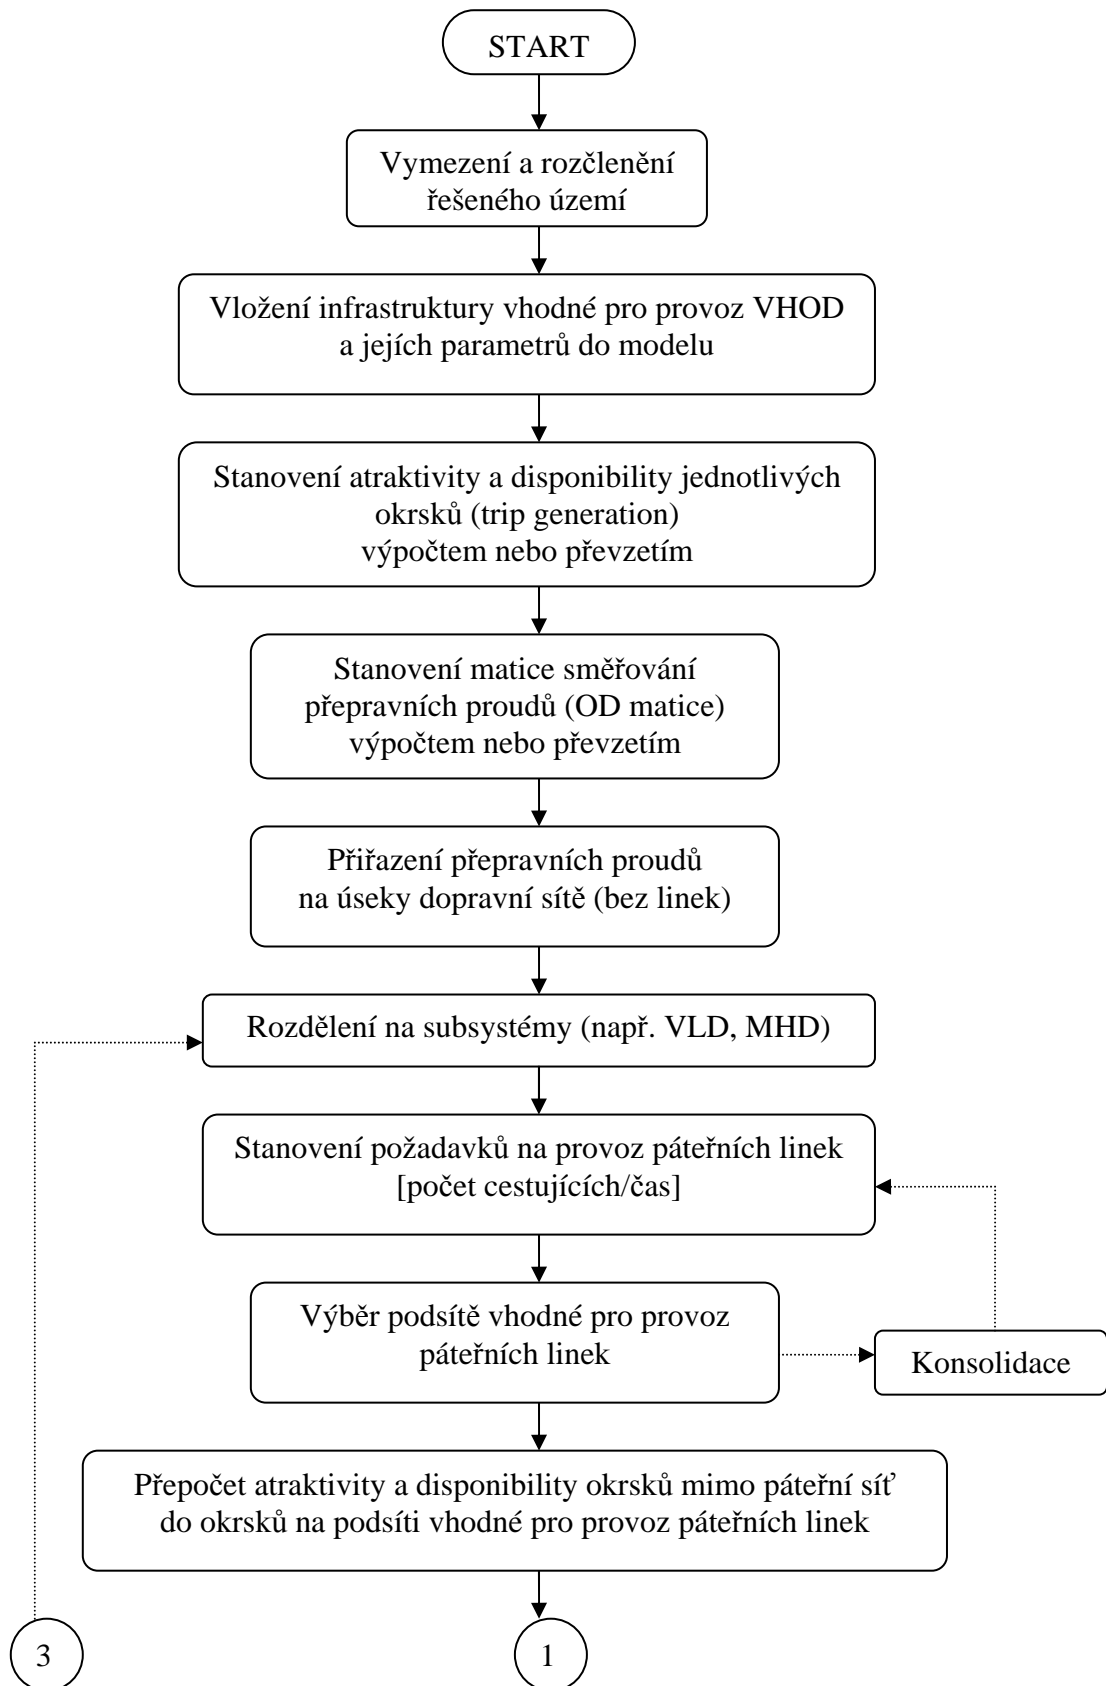 START
Vymezení a rozčlenění
řešeného území
Vložení infrastruktury vhodné pro provoz VHOD
a jejích parametrů do modelu
Stanovení atraktivity a disponibility jednotlivých
okrsků (trip generation)
výpočtem nebo převzetím
Stanovení matice směřování
přepravních proudů (OD matice)
výpočtem nebo převzetím
Přiřazení přepravních proudů
na úseky dopravní sítě (bez linek)
Rozdělení na subsystémy (např. VLD, MHD)
Stanovení požadavků na provoz páteřních linek
[počet cestujících/čas]
Výběr podsítě vhodné pro provoz
páteřních linek
Konsolidace
Přepočet atraktivity a disponibility okrsků mimo páteřní síť
do okrsků na podsíti vhodné pro provoz páteřních linek
3
1